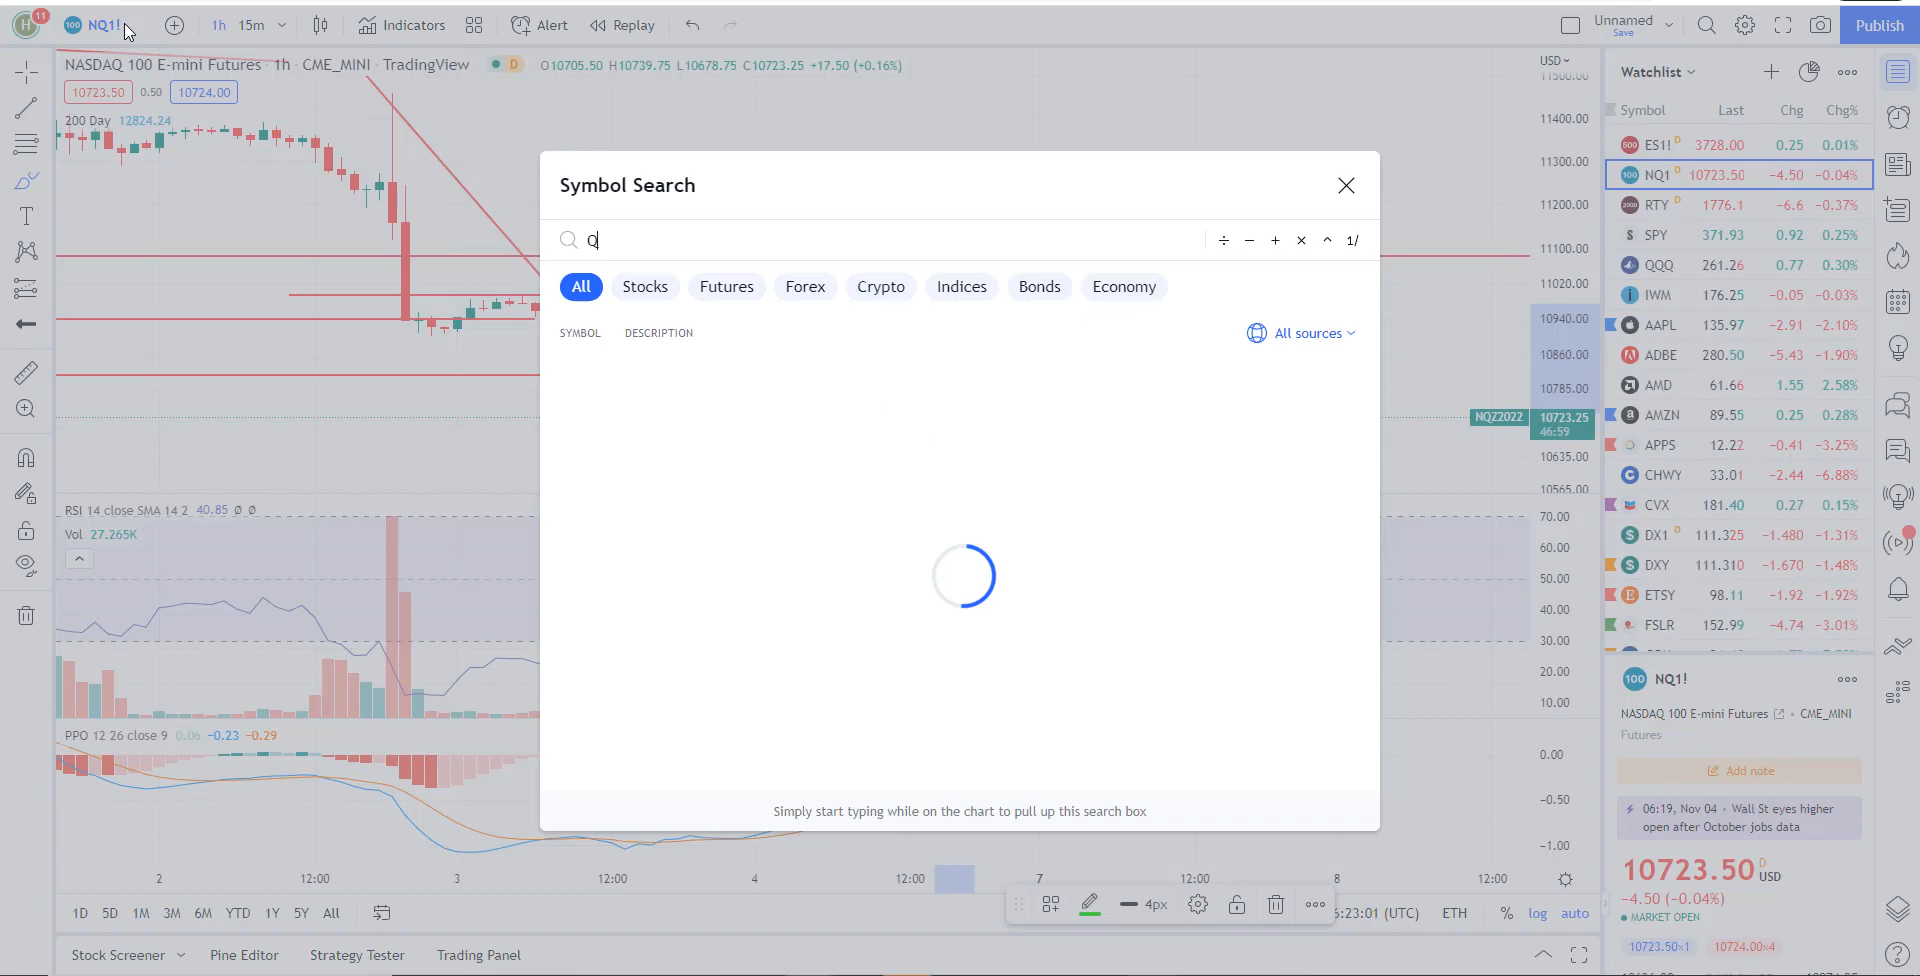 H
11
100 NQ1!
1h 15m
Indicators
Alert
Replay
Unnamed
Save
Publish
NASDAQ 100 E-mini Futures · 1h · CME_MINI · TradingView
D
O10705.50 H10739.75 L10678.75 C10723.25 +17.50 (+0.16%)
10723.50 0.50 10724.00
200 Day 12824.24
USD
11500.00
11400.00
11300.00
11200.00
11100.00
11020.00
10940.00
10860.00
10785.00
NQZ2022 10723.25
46:59
10635.00
10565.00
Symbol Search
Q
÷ − + × ^ 1/
All Stocks Futures Forex Crypto Indices Bonds Economy
SYMBOL DESCRIPTION
All sources
Simply start typing while on the chart to pull up this search box
RSI 14 close SMA 14 2 40.85 ∅ ∅
Vol 27.265K
70.00
60.00
50.00
40.00
30.00
20.00
10.00
PPO 12 26 close 9 0.06 −0.23 −0.29
0.00
−0.50
−1.00
2 12:00 3 12:00 4 12:00 7 12:00 8 12:00
1D 5D 1M 3M 6M YTD 1Y 5Y All
4px
6:23:01 (UTC) ETH % log auto
Stock Screener Pine Editor Strategy Tester Trading Panel
Watchlist
Symbol Last Chg Chg%
500 ES1! D 3728.00 0.25 0.01%
100 NQ1 D 10723.50 −4.50 −0.04%
2000 RTY D 1776.1 −6.6 −0.37%
S SPY 371.93 0.92 0.25%
QQQ 261.26 0.77 0.30%
i IWM 176.25 −0.05 −0.03%
AAPL 135.97 −2.91 −2.10%
ADBE 280.50 −5.43 −1.90%
AMD 61.66 1.55 2.58%
a AMZN 89.55 0.25 0.28%
APPS 12.22 −0.41 −3.25%
C CHWY 33.01 −2.44 −6.88%
CVX 181.40 0.27 0.15%
S DX1 D 111.325 −1.480 −1.31%
S DXY 111.310 −1.670 −1.48%
E ETSY 98.11 −1.92 −1.92%
FSLR 152.99 −4.74 −3.01%
100 NQ1!
NASDAQ 100 E-mini Futures • CME_MINI
Futures
Add note
06:19, Nov 04 • Wall St eyes higher
open after October jobs data
10723.50 D USD
−4.50 (−0.04%)
MARKET OPEN
10723.50×1 10724.00×4